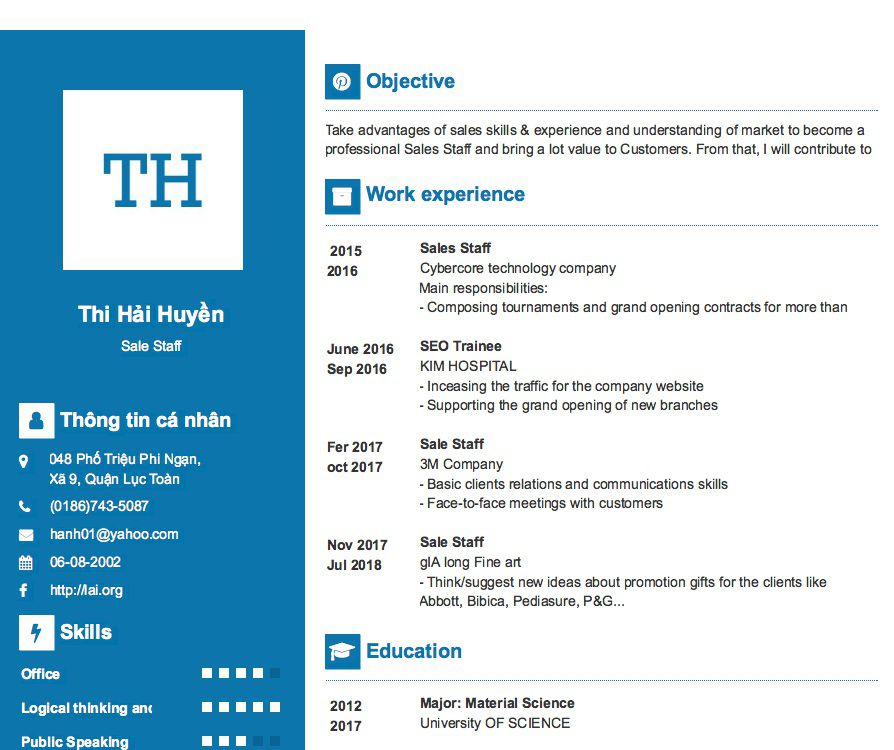 TH
Thi Hải Huyền
Sale Staff
Thông tin cá nhân
048 Phố Triệu Phi Ngạn,
Xã 9, Quận Lục Toàn
(0186)743-5087
hanh01@yahoo.com
06-08-2002
http://lai.org
Skills
Office
Logical thinking and
Public Speaking
Objective
Take advantages of sales skills & experience and understanding of market to become a
professional Sales Staff and bring a lot value to Customers. From that, I will contribute to
Work experience
2015
2016
Sales Staff
Cybercore technology company
Main responsibilities:
- Composing tournaments and grand opening contracts for more than
June 2016
Sep 2016
SEO Trainee
KIM HOSPITAL
- Inceasing the traffic for the company website
- Supporting the grand opening of new branches
Fer 2017
oct 2017
Sale Staff
3M Company
- Basic clients relations and communications skills
- Face-to-face meetings with customers
Nov 2017
Jul 2018
Sale Staff
gIA long Fine art
- Think/suggest new ideas about promotion gifts for the clients like
Abbott, Bibica, Pediasure, P&G...
Education
2012
2017
Major: Material Science
University OF SCIENCE